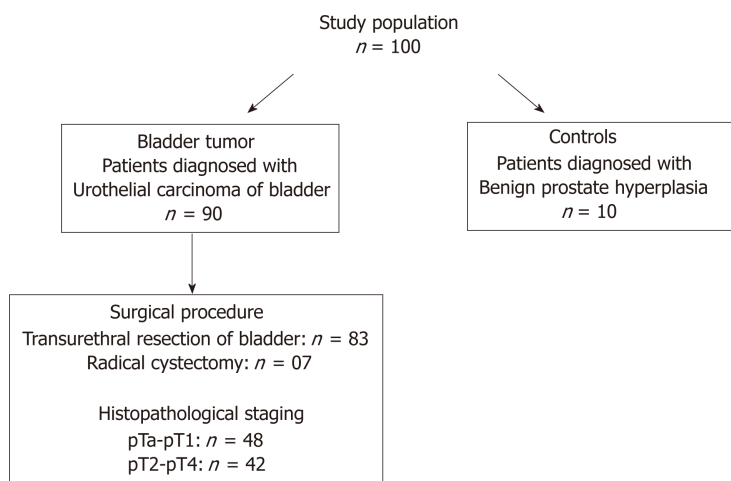 Study population
n = 100
Bladder tumor
Patients diagnosed with
Urothelial carcinoma of bladder
n = 90
Controls
Patients diagnosed with
Benign prostate hyperplasia
n = 10
Surgical procedure
Transurethral resection of bladder: n = 83
Radical cystectomy: n = 07
Histopathological staging
pTa-pT1: n = 48
pT2-pT4: n = 42